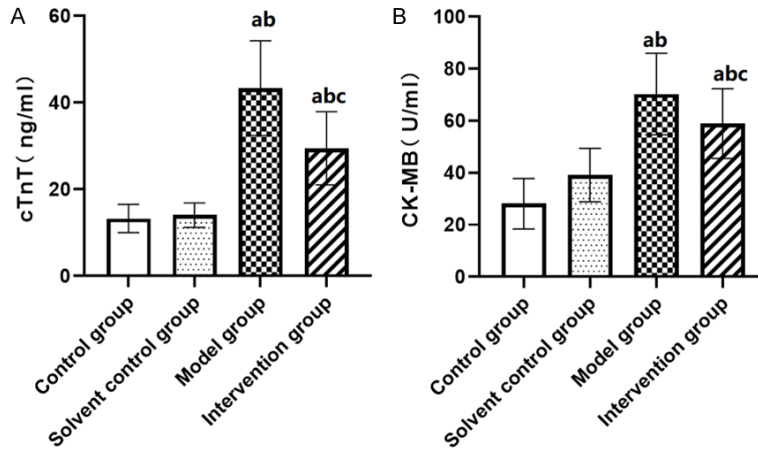 A
cTnT( ng/ml)
60
40
20
0
ab
abc
Control group
Solvent control group
Model group
Intervention group
B
CK-MB( U/ml)
100
80
60
40
20
0
ab
abc
Control group
Solvent control group
Model group
Intervention group